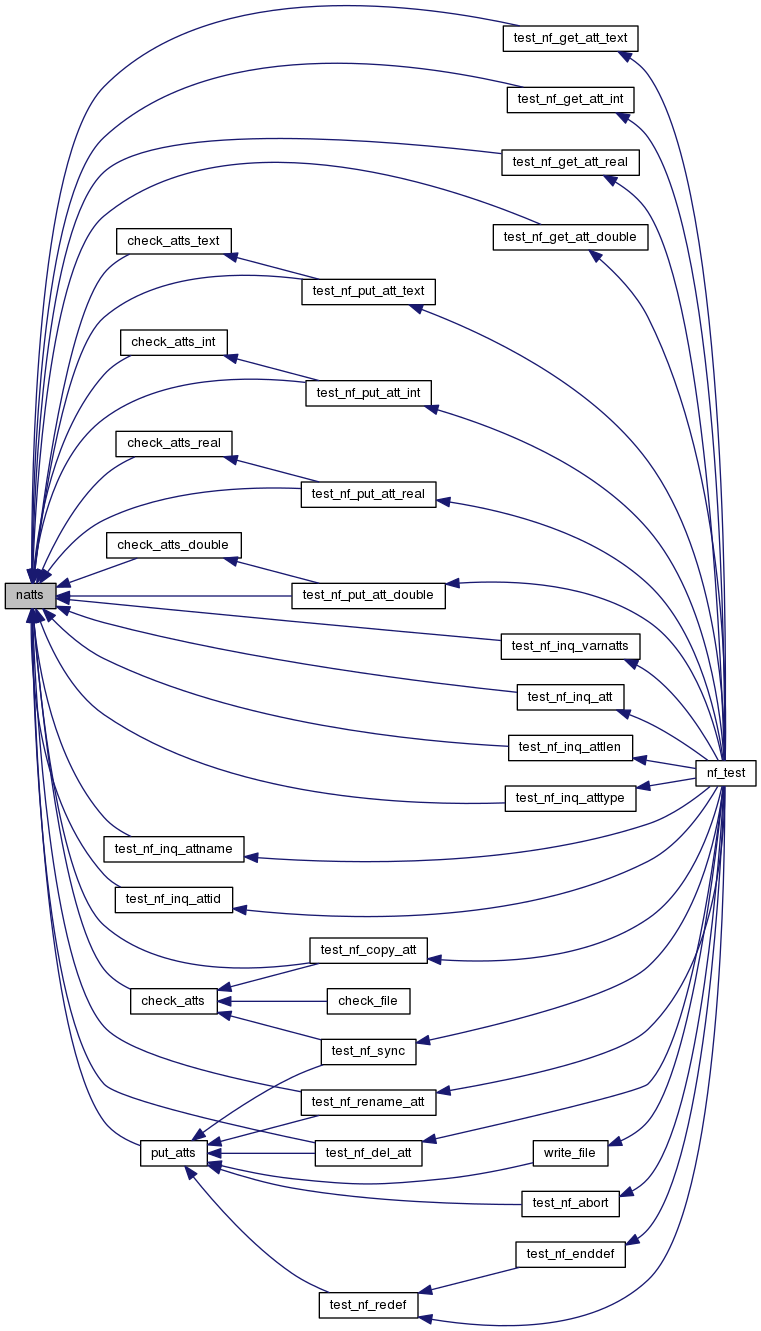 test_nf_get_att_text
test_nf_get_att_int
test_nf_get_att_real
test_nf_get_att_double
check_atts_text
test_nf_put_att_text
check_atts_int
test_nf_put_att_int
check_atts_real
test_nf_put_att_real
check_atts_double
natts
test_nf_put_att_double
test_nf_inq_varnatts
test_nf_inq_att
test_nf_inq_attlen
nf_test
test_nf_inq_atttype
test_nf_inq_attname
test_nf_inq_attid
test_nf_copy_att
check_atts
check_file
test_nf_sync
test_nf_rename_att
put_atts
test_nf_del_att
write_file
test_nf_abort
test_nf_enddef
test_nf_redef